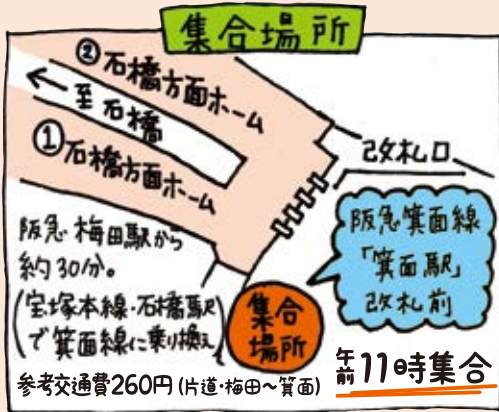 集合場所
②石橋方面ホーム
←至石橋
①石橋方面ホーム
改札口
阪急箕面線
「箕面駅」
改札前
阪急 梅田駅から
約30分。
(宝塚本線・石橋駅
で箕面線に乗り換え)
集合
場所
午前11時集合
参考交通費260円(片道・梅田～箕面)